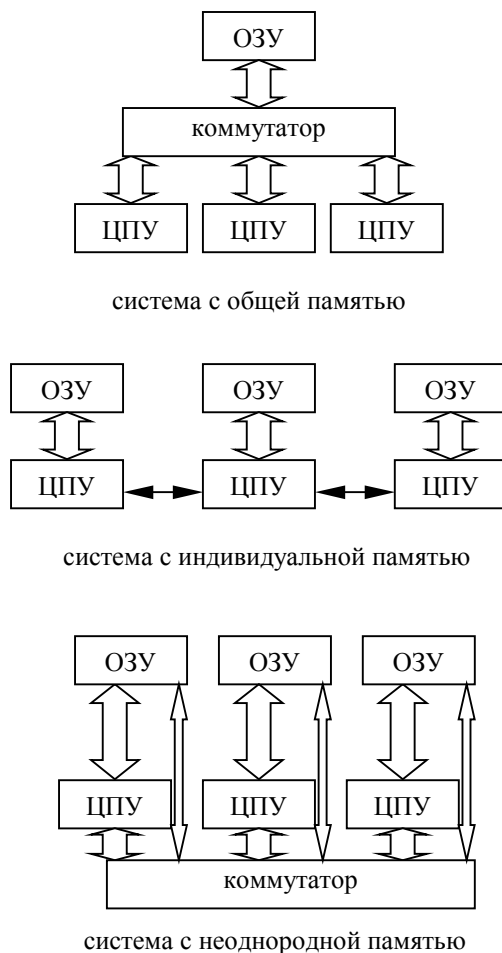 ОЗУ
коммутатор
ЦПУ ЦПУ ЦПУ
система с общей памятью
ОЗУ ОЗУ ОЗУ
ЦПУ ЦПУ ЦПУ
система с индивидуальной памятью
ОЗУ ОЗУ ОЗУ
ЦПУ ЦПУ ЦПУ
коммутатор
система с неоднородной памятью